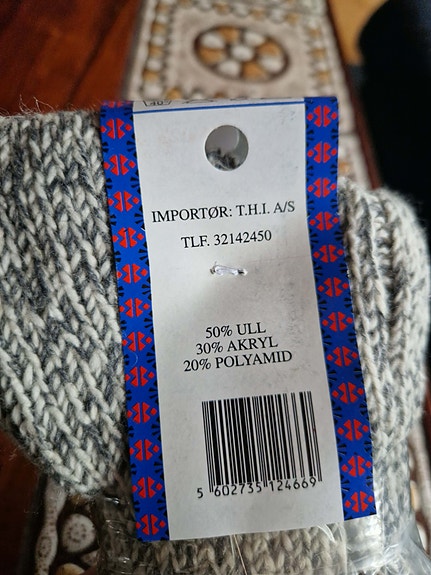 IMPORTØR: T.H.I. A/S
TLF. 32142450
50% ULL
30% AKRYL
20% POLYAMID
5 602735 124669